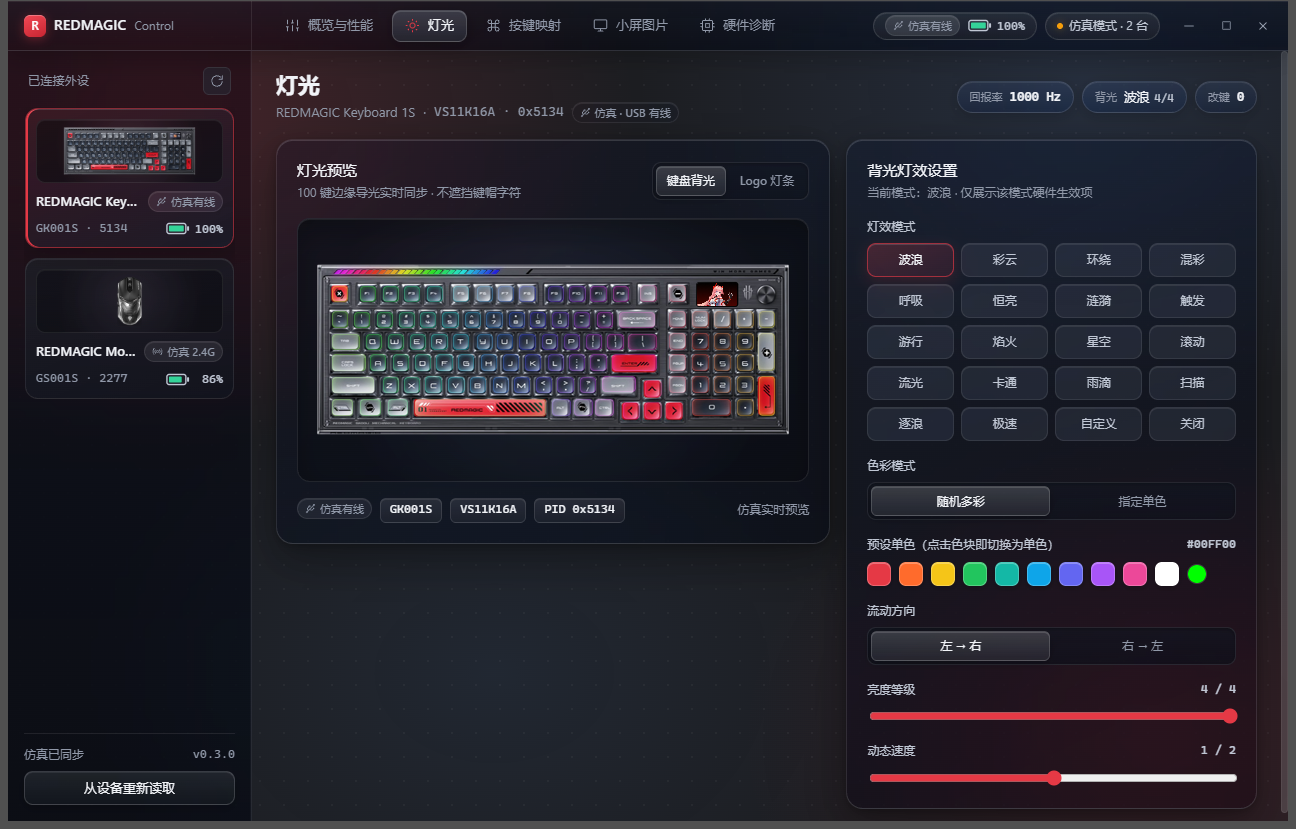 R REDMAGIC Control
概览与性能
灯光
按键映射
小屏图片
硬件诊断
仿真有线 100%
仿真模式 · 2 台
已连接外设
REDMAGIC Key... 仿真有线
GK001S · 5134 100%
REDMAGIC Mo... 仿真 2.4G
GS001S · 2277 86%
仿真已同步 v0.3.0
从设备重新读取
灯光
REDMAGIC Keyboard 1S · VS11K16A · 0x5134 仿真 · USB 有线
回报率 1000 Hz
背光 波浪 4/4
改键 0
灯光预览
100 键边缘导光实时同步 · 不遮挡键帽字符
键盘背光 Logo 灯条
仿真有线 GK001S VS11K16A PID 0x5134 仿真实时预览
背光灯效设置
当前模式：波浪 · 仅展示该模式硬件生效项
灯效模式
波浪 彩云 环绕 混彩
呼吸 恒亮 涟漪 触发
游行 焰火 星空 滚动
流光 卡通 雨滴 扫描
逐浪 极速 自定义 关闭
色彩模式
随机多彩 指定单色
预设单色（点击色块即切换为单色） #00FF00
流动方向
左→右 右→左
亮度等级 4 / 4
动态速度 1 / 2